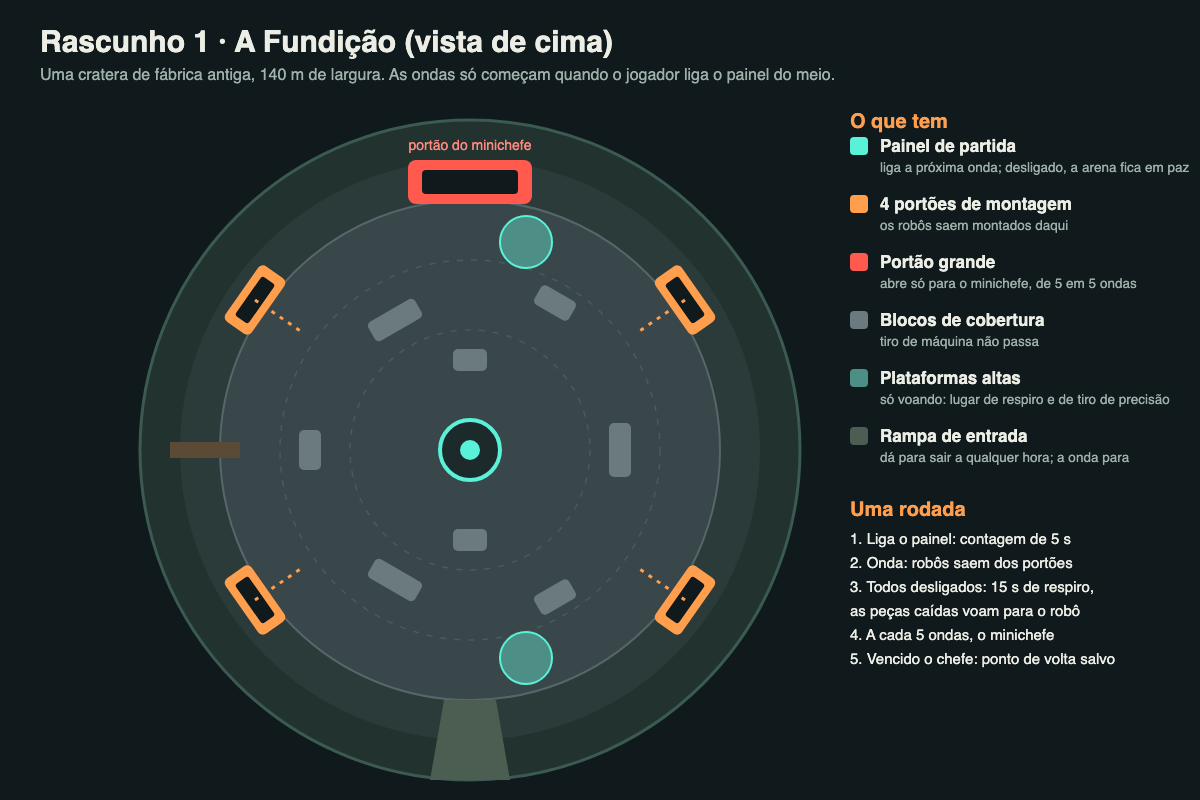 Rascunho 1 · A Fundição (vista de cima)
Uma cratera de fábrica antiga, 140 m de largura. As ondas só começam quando o jogador liga o painel do meio.
portão do minichefe
O que tem
Painel de partida
liga a próxima onda; desligado, a arena fica em paz
4 portões de montagem
os robôs saem montados daqui
Portão grande
abre só para o minichefe, de 5 em 5 ondas
Blocos de cobertura
tiro de máquina não passa
Plataformas altas
só voando: lugar de respiro e de tiro de precisão
Rampa de entrada
dá para sair a qualquer hora; a onda para
Uma rodada
1. Liga o painel: contagem de 5 s
2. Onda: robôs saem dos portões
3. Todos desligados: 15 s de respiro,
as peças caídas voam para o robô
4. A cada 5 ondas, o minichefe
5. Vencido o chefe: ponto de volta salvo